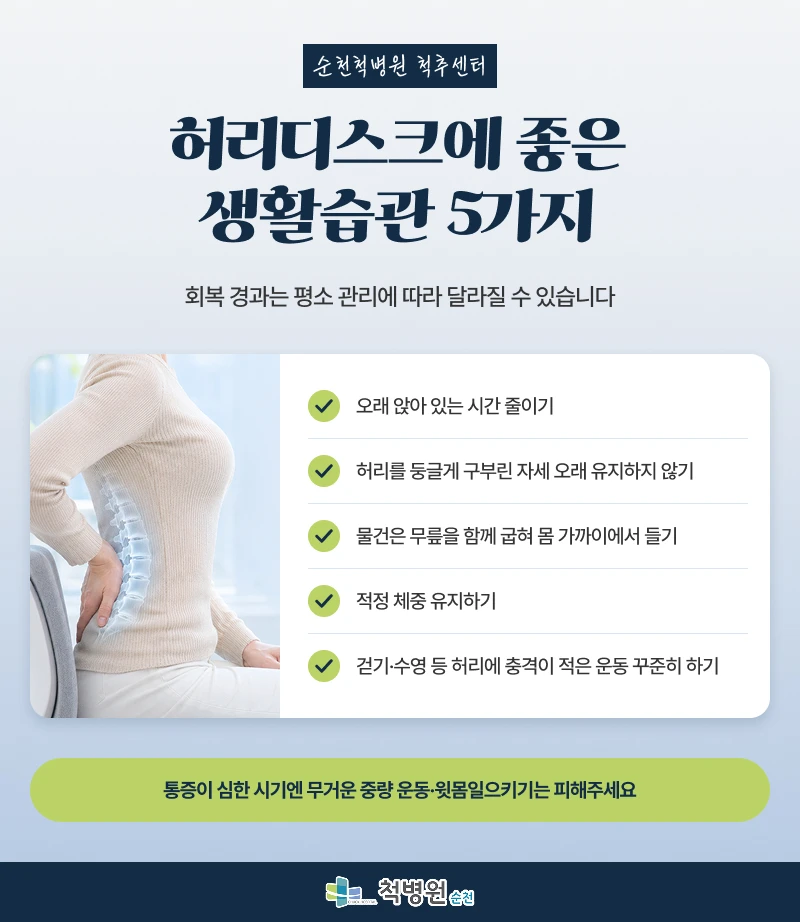 순천척병원 척추센터
허리디스크에 좋은
생활습관 5가지
회복 경과는 평소 관리에 따라 달라질 수 있습니다
오래 앉아 있는 시간 줄이기
허리를 둥글게 구부린 자세 오래 유지하지 않기
물건은 무릎을 함께 굽혀 몸 가까이에서 들기
적정 체중 유지하기
걷기·수영 등 허리에 충격이 적은 운동 꾸준히 하기
통증이 심한 시기엔 무거운 중량 운동·윗몸일으키기는 피해주세요
척병원 순천